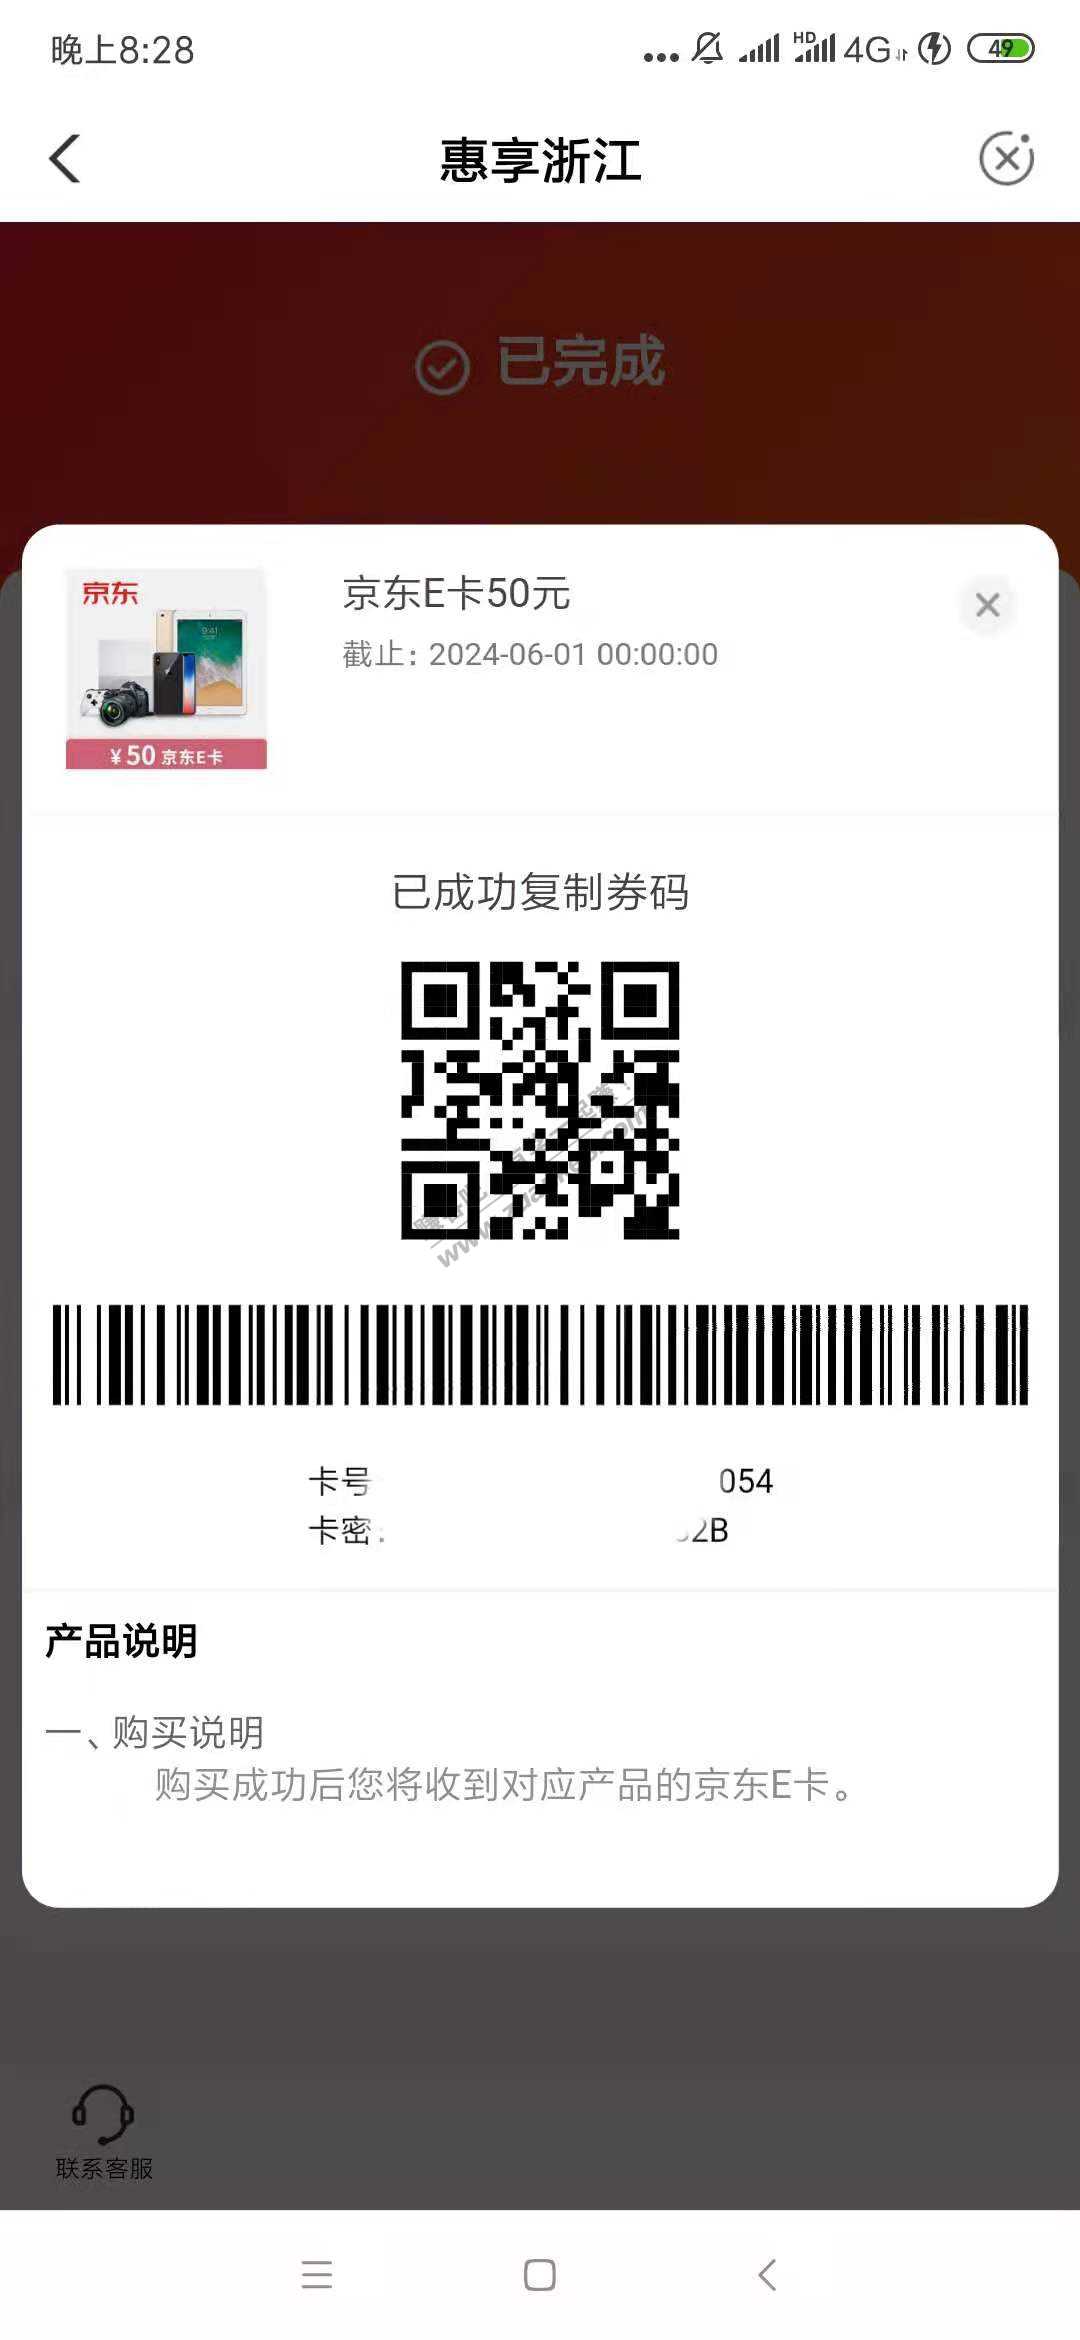 晚上8:28
HD 4G 49
惠享浙江
已完成
京东
9:41
¥50 京东E卡
京东E卡50元
截止: 2024-06-01 00:00:00
已成功复制券码
卡号 054
卡密: 2B
产品说明
一、购买说明
购买成功后您将收到对应产品的京东E卡。
联系客服